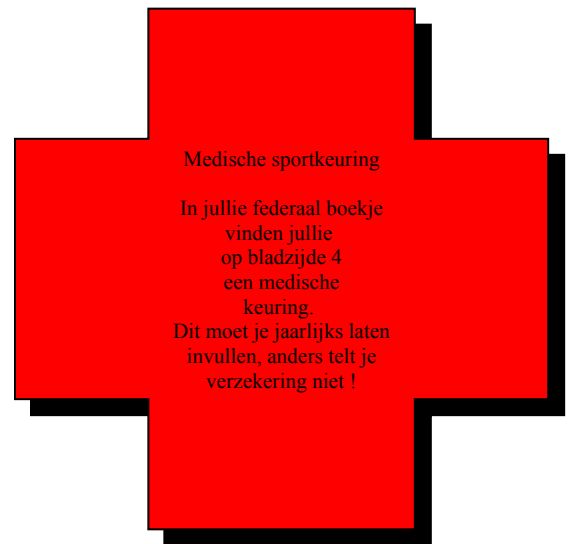 Medische sportkeuring
In jullie federaal boekje
vinden jullie
op bladzijde 4
een medische
keuring.
Dit moet je jaarlijks laten
invullen, anders telt je
verzekering niet !